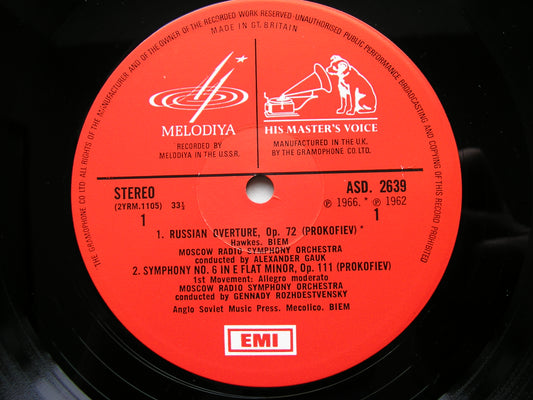 ALL RIGHTS OF THE MANUFACTURER AND OF THE OWNER OF THE RECORDED WORK RESERVED·UNAUTHORISED PUBLIC PERFORMANCE BROADCASTING AND COPYING OF THIS RECORD PROHIBITED
THE GRAMOPHONE CO LTD.
MADE IN GT. BRITAIN
MELODIYA
HIS MASTER'S VOICE
RECORDED BY
MELODIYA IN THE U.S.S.R.
MANUFACTURED IN THE U.K.
BY THE GRAMOPHONE CO LTD.
STEREO
ASD. 2639
(2YRM.1105) 33⅓
℗ 1966. * ℗ 1962
1
1
1. RUSSIAN OVERTURE, Op. 72 (PROKOFIEV) *
Hawkes. BIEM
MOSCOW RADIO SYMPHONY ORCHESTRA
conducted by ALEXANDER GAUK
2. SYMPHONY NO. 6 IN E FLAT MINOR, Op. 111 (PROKOFIEV)
1st Movement: Allegro moderato
MOSCOW RADIO SYMPHONY ORCHESTRA
conducted by GENNADY ROZHDESTVENSKY
Anglo Soviet Music Press. Mecolico. BIEM
EMI